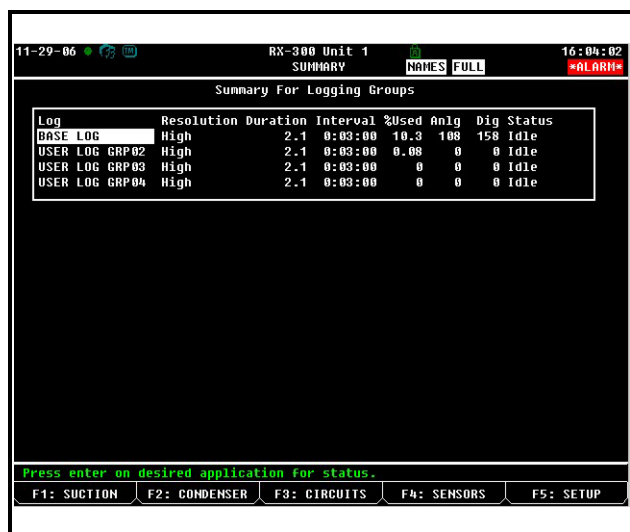 11-29-06 RX-300 Unit 1 16:04:02
SUMMARY NAMES FULL *ALARM*
Summary For Logging Groups
Log Resolution Duration Interval %Used Anlg Dig Status
BASE LOG High 2.1 0:03:00 10.3 108 158 Idle
USER LOG GRP02 High 2.1 0:03:00 0.08 0 0 Idle
USER LOG GRP03 High 2.1 0:03:00 0 0 0 Idle
USER LOG GRP04 High 2.1 0:03:00 0 0 0 Idle
Press enter on desired application for status.
F1: SUCTION F2: CONDENSER F3: CIRCUITS F4: SENSORS F5: SETUP